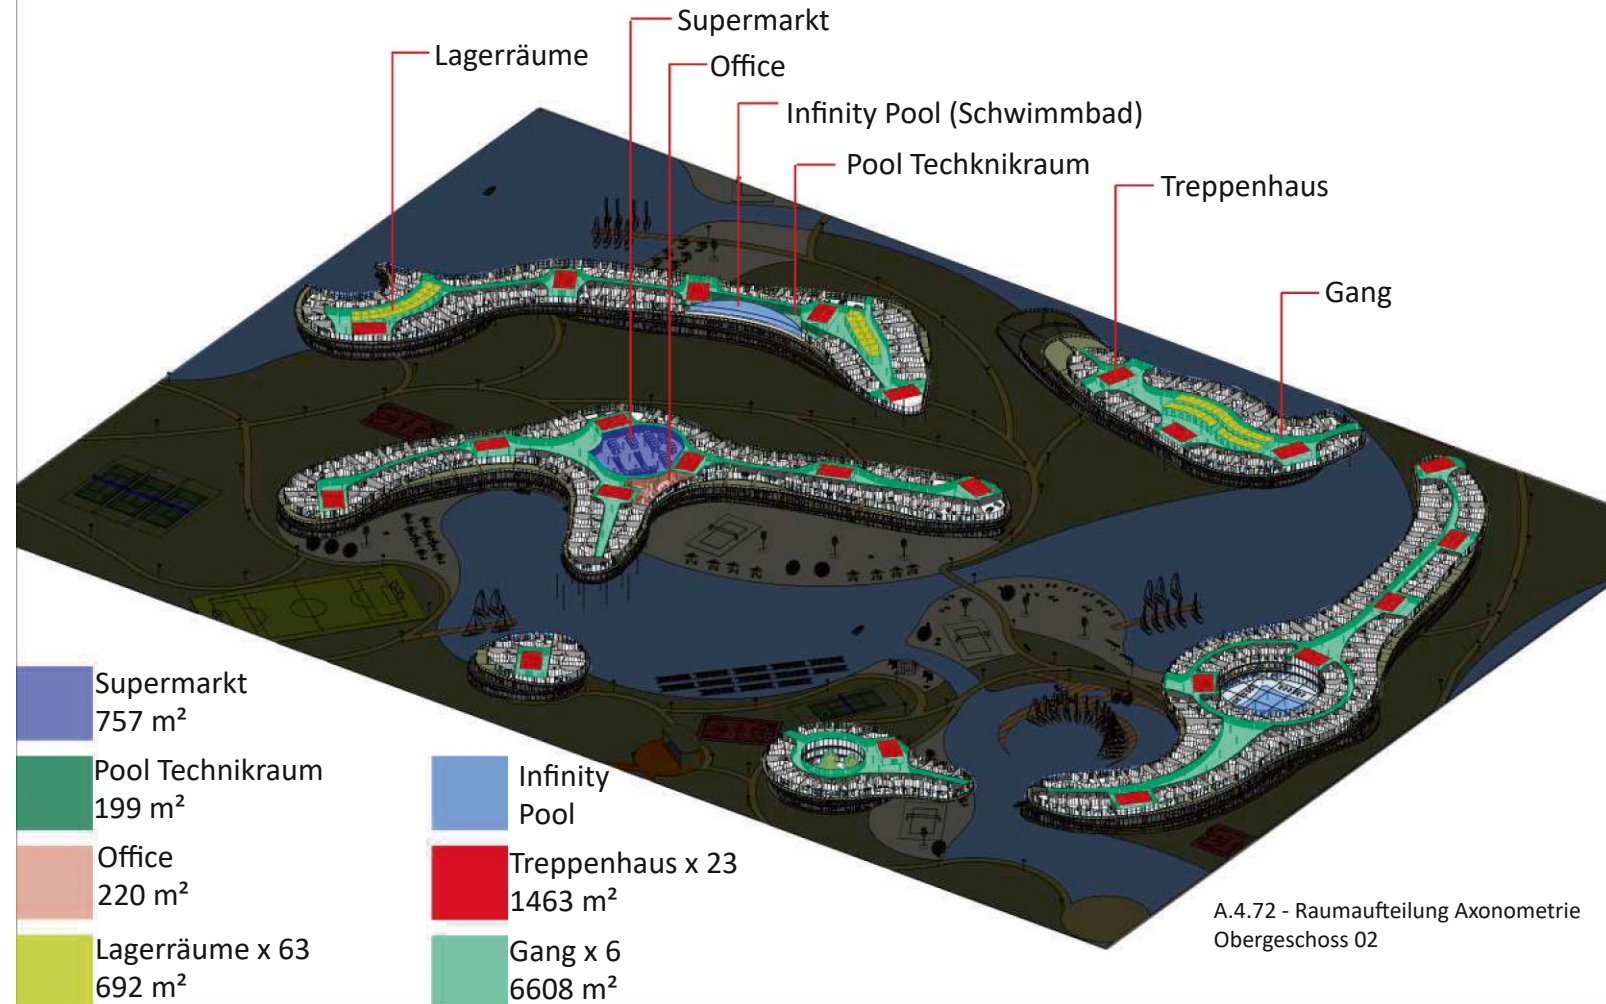 Supermarkt
Lagerräume
Office
Infinity Pool (Schwimmbad)
Pool Techknikraum
Treppenhaus
Gang
Supermarkt
757 m²
Pool Technikraum
199 m²
Office
220 m²
Lagerräume x 63
692 m²
Infinity
Pool
Treppenhaus x 23
1463 m²
Gang x 6
6608 m²
A.4.72 - Raumaufteilung Axonometrie
Obergeschoss 02